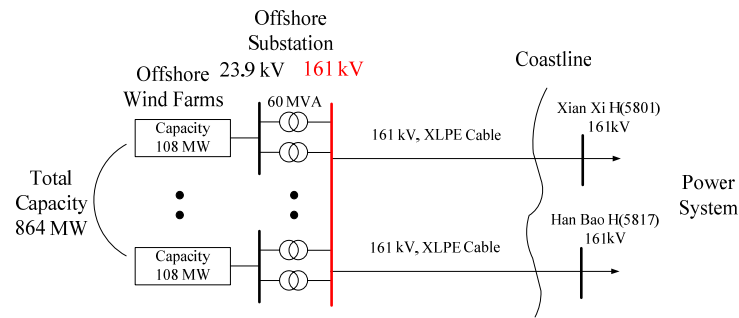 Offshore
Substation
23.9 kV
161 kV
Offshore
Wind Farms
60 MVA
Coastline
Capacity
108 MW
161 kV, XLPE Cable
Xian Xi H(5801)
161kV
Total
Capacity
864 MW
Power
System
Capacity
108 MW
161 kV, XLPE Cable
Han Bao H(5817)
161kV